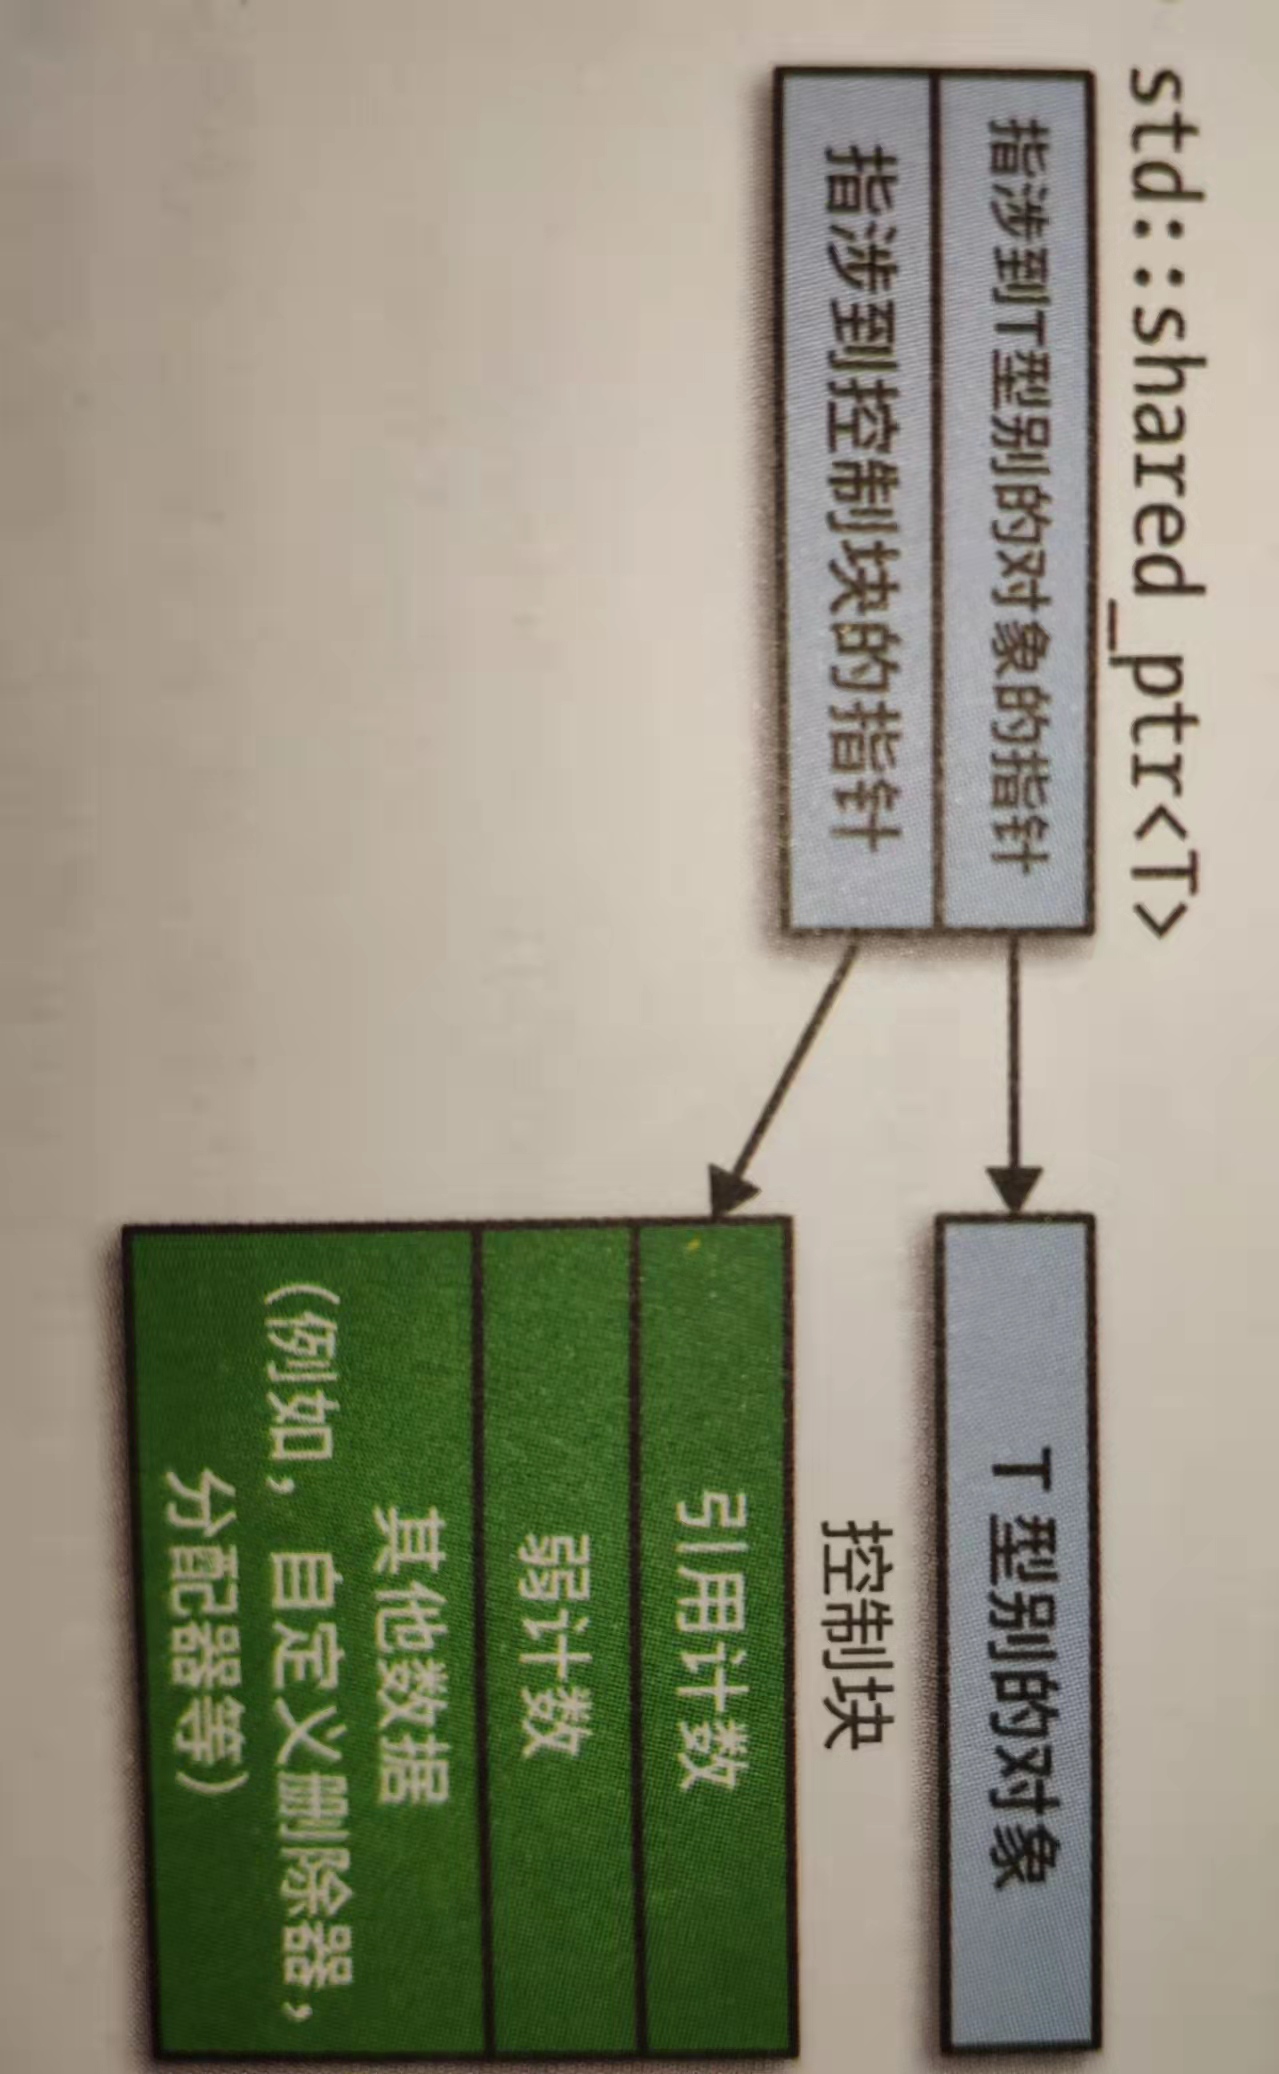 std::shared_ptr<T>
指涉到T型别的对象的指针
T 型别的对象
指涉到控制块的指针
控制块
引用计数
弱计数
其他数据
（例如，自定义删除器，
分配器等）